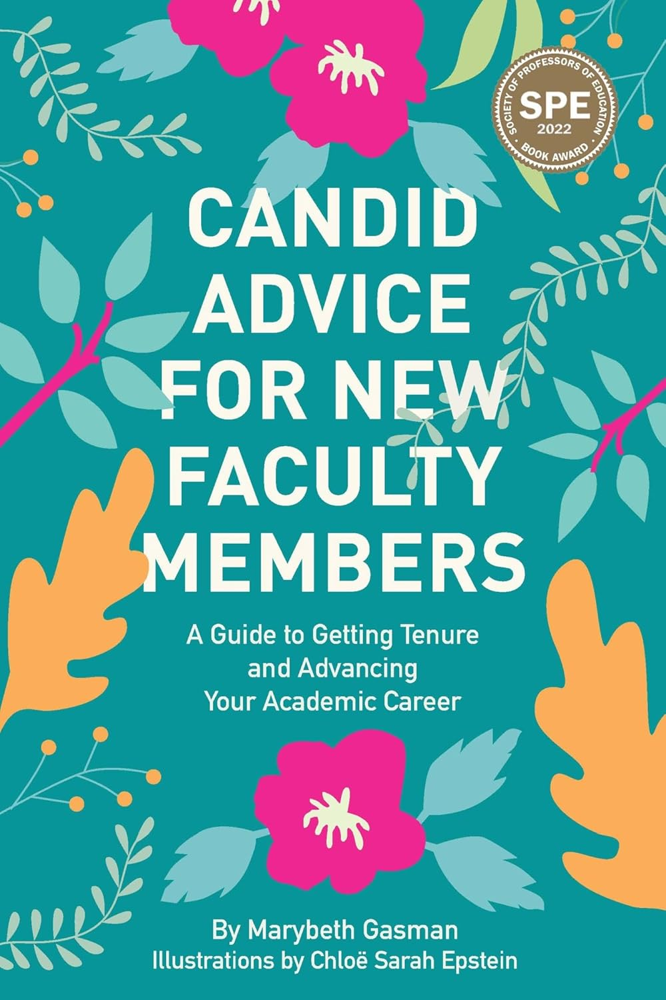 SOCIETY OF PROFESSORS OF EDUCATION
SPE
2022
· BOOK AWARD ·
CANDID
ADVICE
FOR NEW
FACULTY
MEMBERS
A Guide to Getting Tenure
and Advancing
Your Academic Career
By Marybeth Gasman
Illustrations by Chloë Sarah Epstein